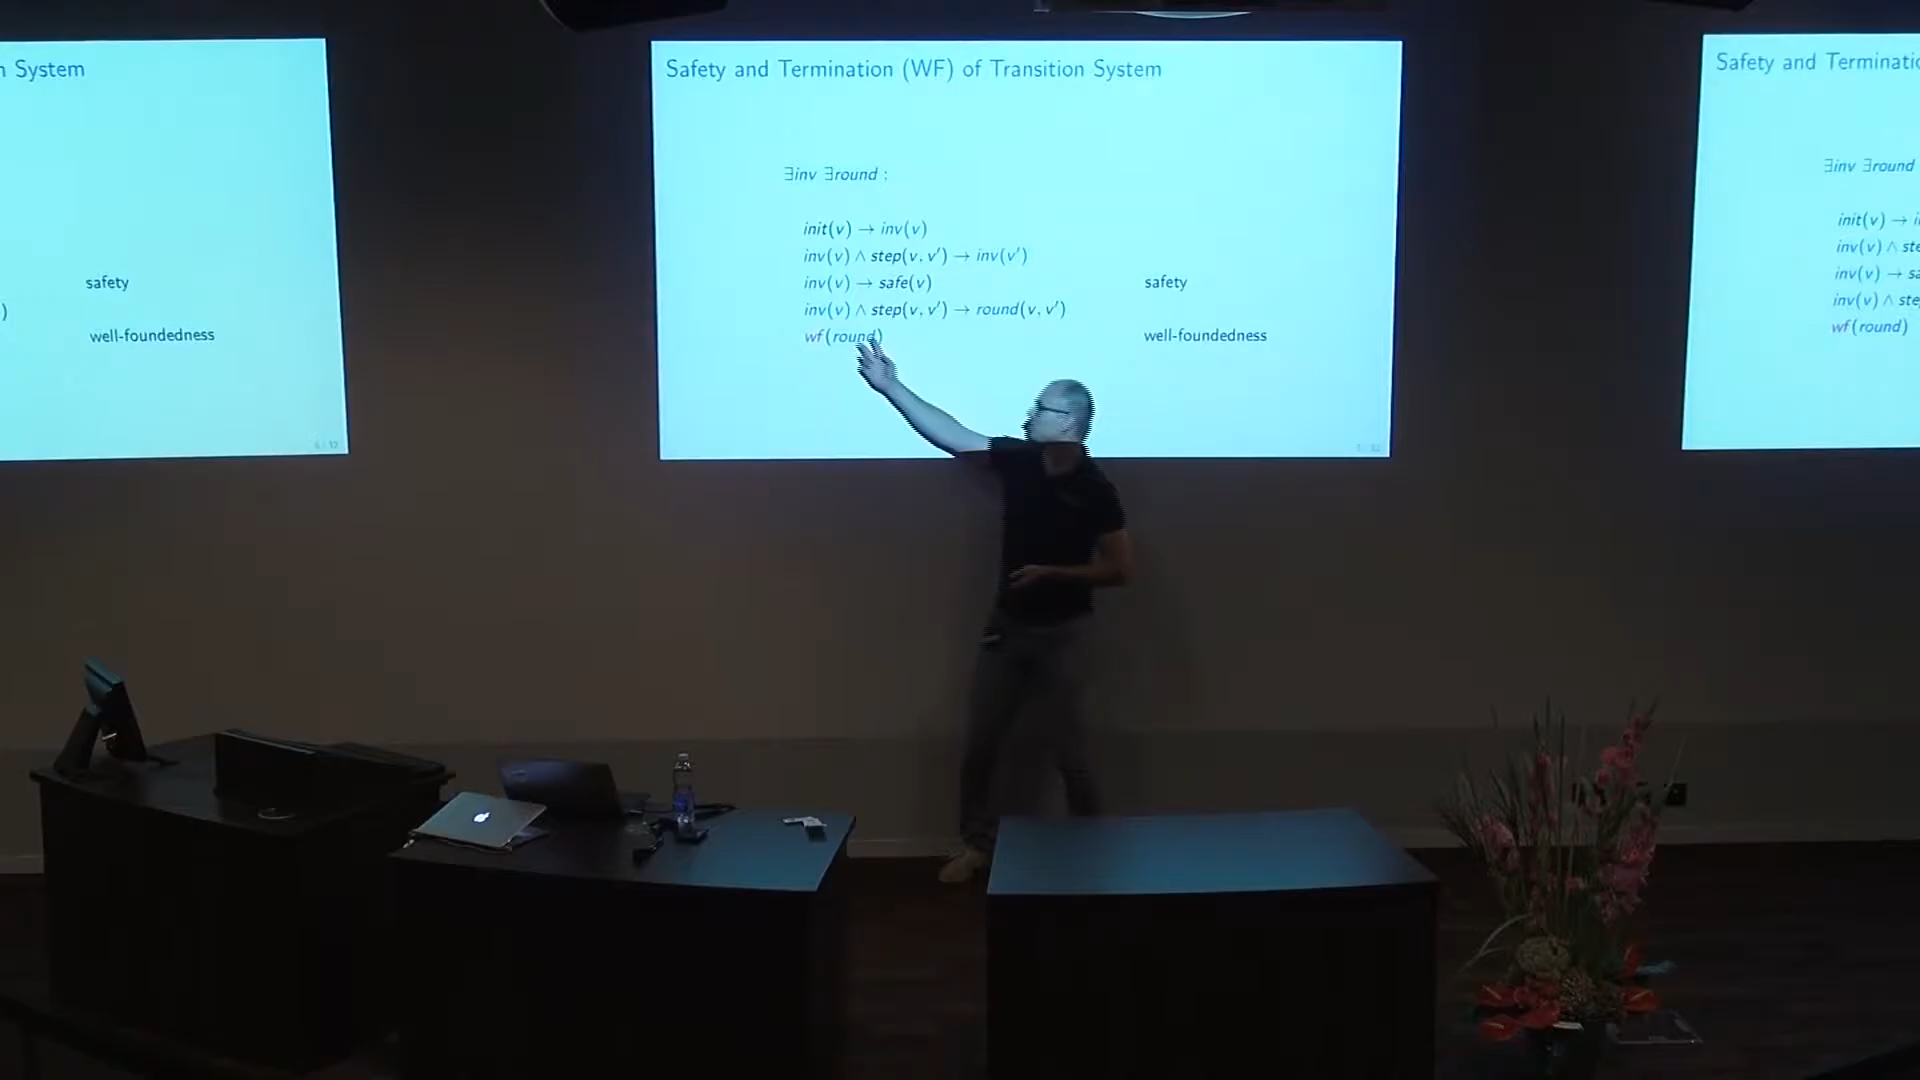 n System
safety
)
well-foundedness
Safety and Termination (WF) of Transition System
∃inv ∃round :
init(v) → inv(v)
inv(v) ∧ step(v, v′) → inv(v′)
inv(v) → safe(v) safety
inv(v) ∧ step(v, v′) → round(v, v′)
wf(round) well-foundedness
Safety and Terminatio
∃inv ∃round
init(v) → i
inv(v) ∧ ste
inv(v) → sa
inv(v) ∧ ste
wf(round)